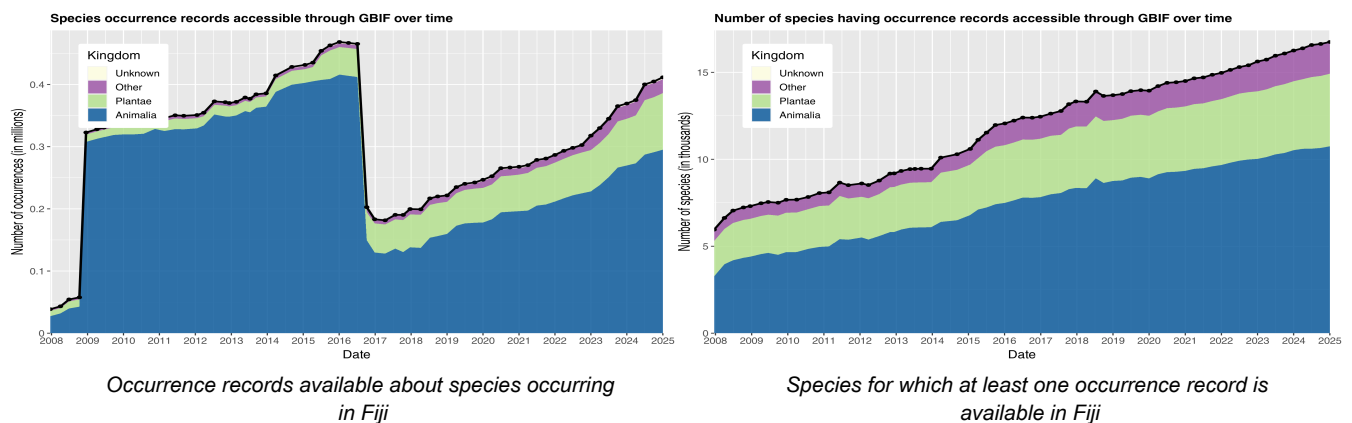 Species occurrence records accessible through GBIF over time
Number of occurrences (in millions)
Kingdom
Unknown
Other
Plantae
Animalia
0.4
0.3
0.2
0.1
0
2008 2009 2010 2011 2012 2013 2014 2015 2016 2017 2018 2019 2020 2021 2022 2023 2024 2025
Date
Occurrence records available about species occurring
in Fiji
Number of species having occurrence records accessible through GBIF over time
Number of species (in thousands)
Kingdom
Unknown
Other
Plantae
Animalia
15
10
5
0
2008 2009 2010 2011 2012 2013 2014 2015 2016 2017 2018 2019 2020 2021 2022 2023 2024 2025
Date
Species for which at least one occurrence record is
available in Fiji